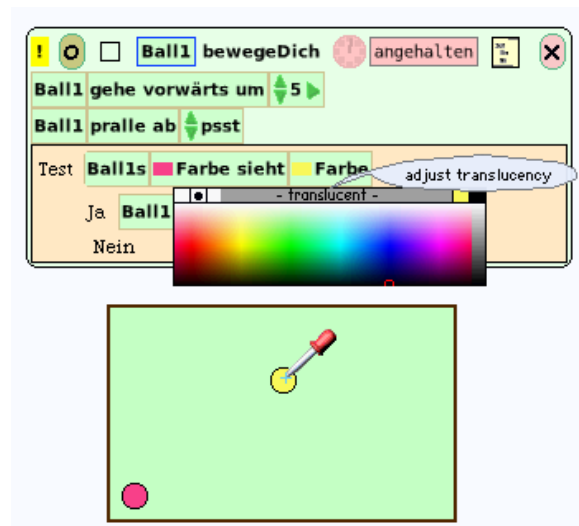 ! Ball1 bewegeDich angehalten
Ball1 gehe vorwärts um 5
Ball1 pralle ab psst
Test Ball1s Farbe sieht Farbe
adjust translucency
- translucent -
Ja Ball1
Nein